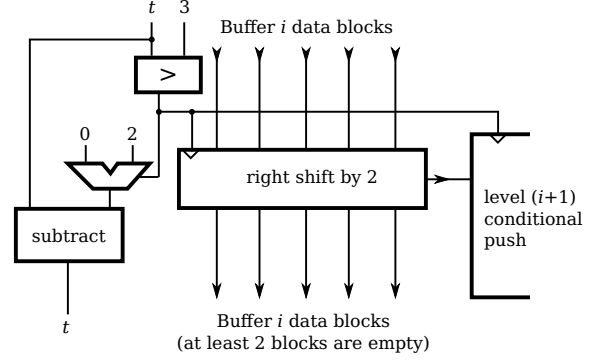 t 3
Buffer i data blocks
>
0 2
right shift by 2
level (i+1)
conditional
push
subtract
t
Buffer i data blocks
(at least 2 blocks are empty)